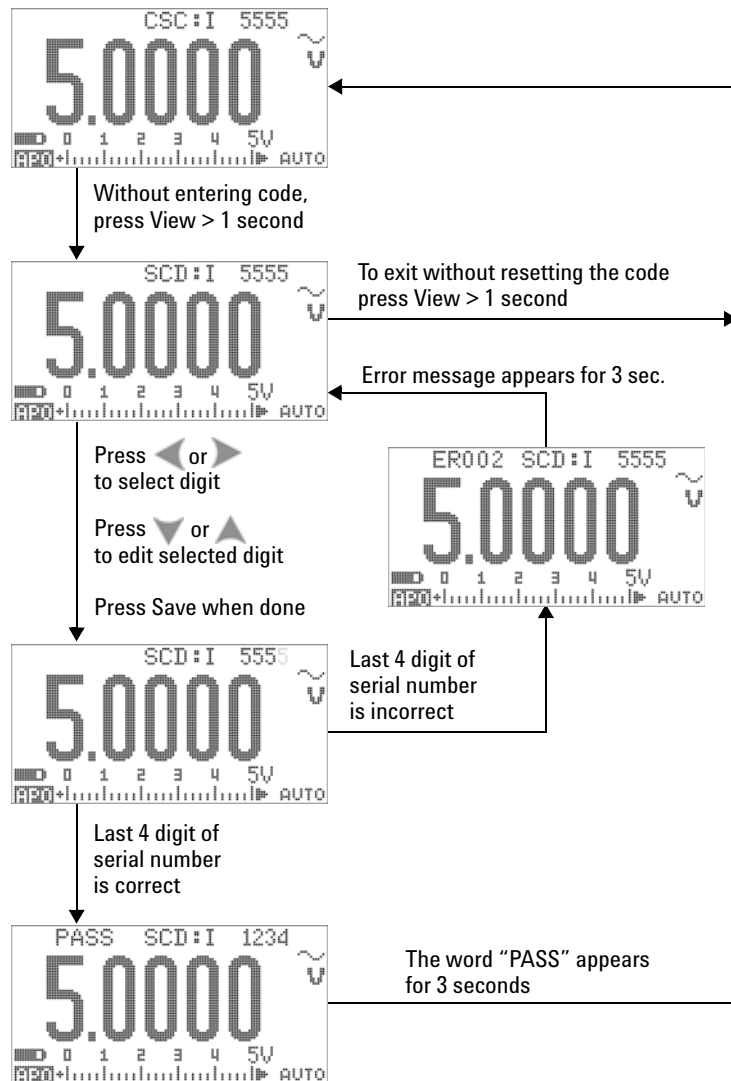 CSC:I 5555
5.0000
V
0 1 2 3 4 5V
APO AUTO
Without entering code,
press View > 1 second
SCD:I 5555
5.0000
V
0 1 2 3 4 5V
APO AUTO
To exit without resetting the code
press View > 1 second
Error message appears for 3 sec.
Press or
to select digit
Press or
to edit selected digit
Press Save when done
ER002 SCD:I 5555
5.0000
V
0 1 2 3 4 5V
APO AUTO
SCD:I 5555
5.0000
V
0 1 2 3 4 5V
APO AUTO
Last 4 digit of
serial number
is incorrect
Last 4 digit of
serial number
is correct
PASS SCD:I 1234
5.0000
V
0 1 2 3 4 5V
APO AUTO
The word “PASS” appears
for 3 seconds